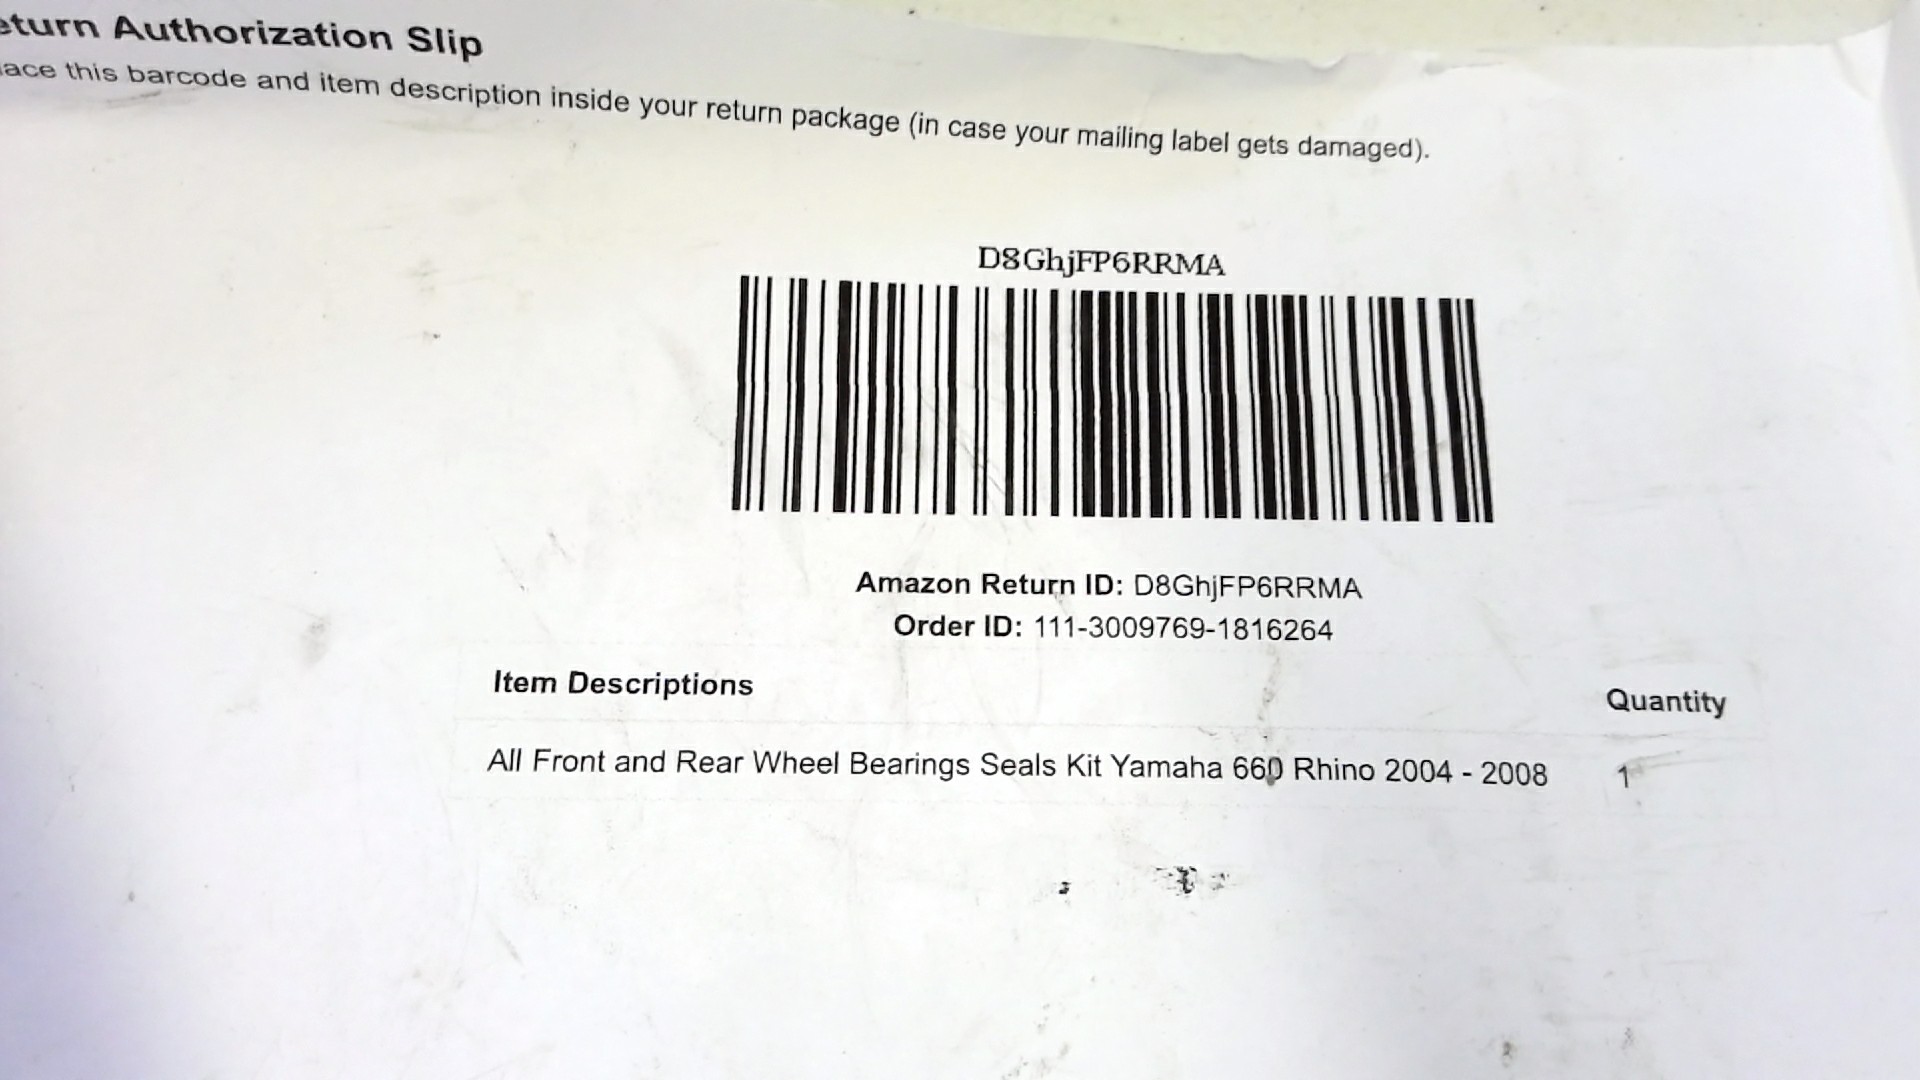 eturn Authorization Slip
lace this barcode and item description inside your return package (in case your mailing label gets damaged).
D8GhjFP6RRMA
Amazon Return ID: D8GhjFP6RRMA
Order ID: 111-3009769-1816264
Item Descriptions Quantity
All Front and Rear Wheel Bearings Seals Kit Yamaha 660 Rhino 2004 - 2008 1